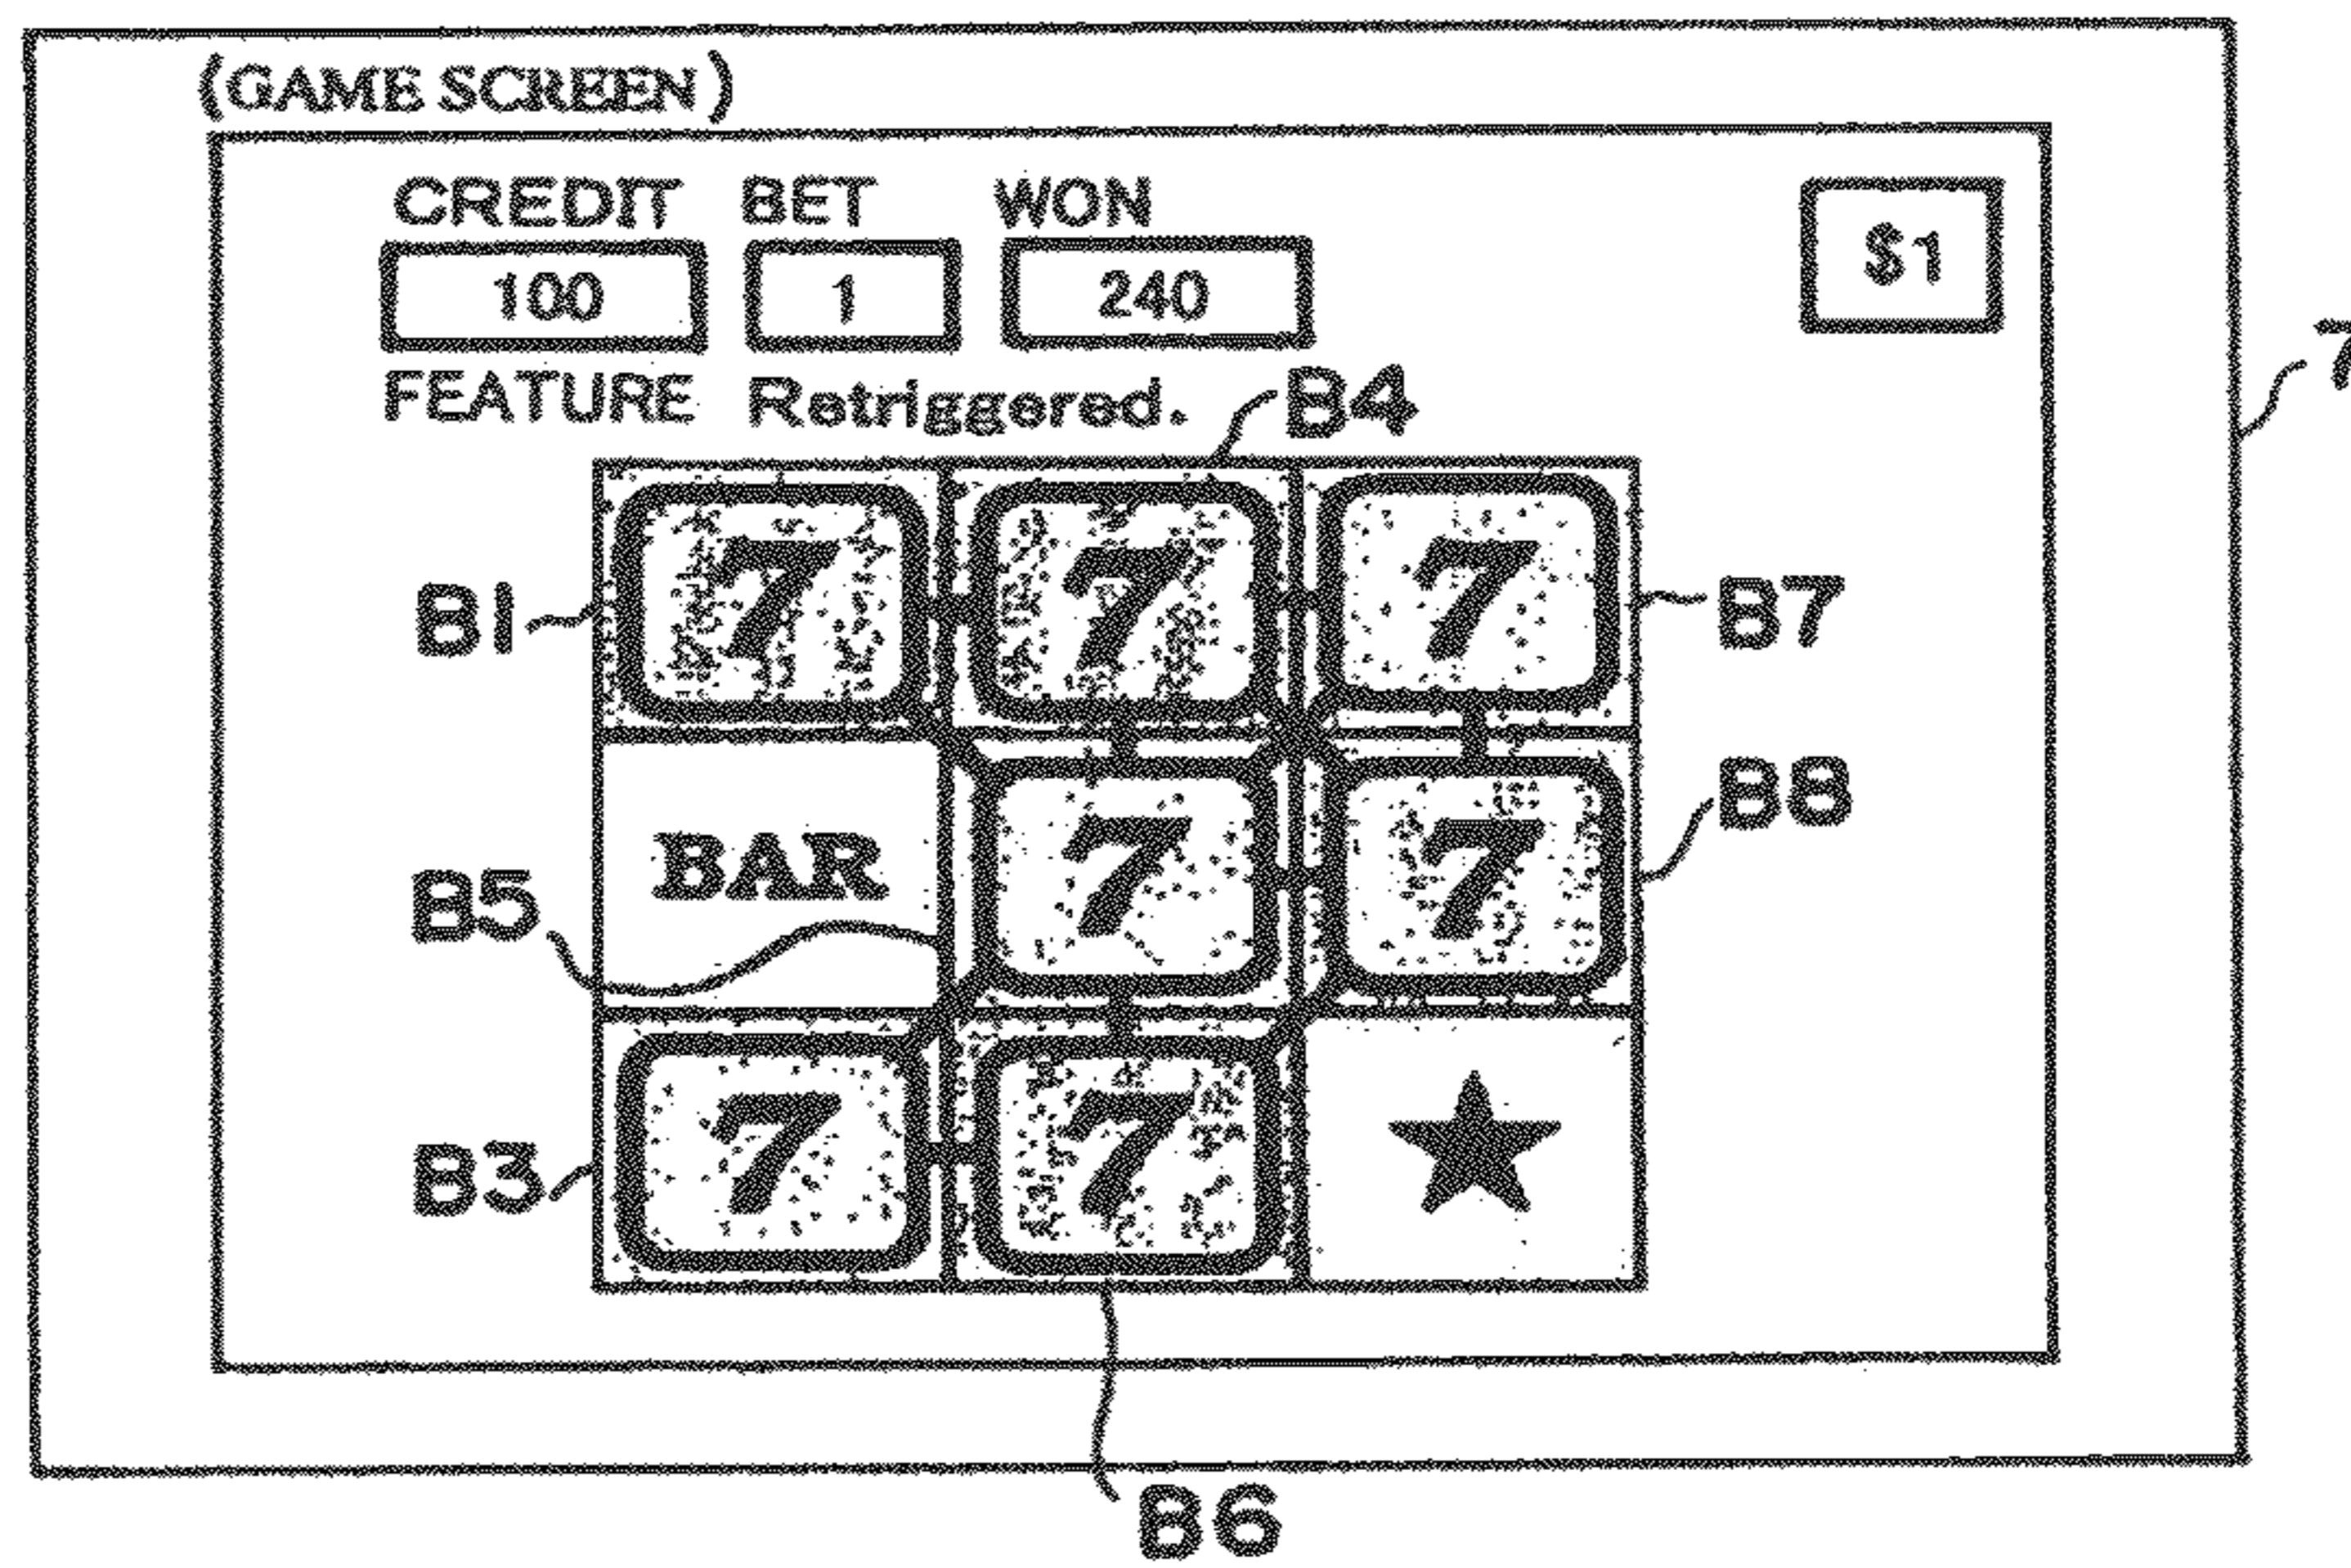 (GAME SCREEN)
CREDIT BET WON
100 1 240 $1
FEATURE Retriggered. B4
B1 7 7 7 B7
B8
BAR 7 7
B5
B3 7 7
B6